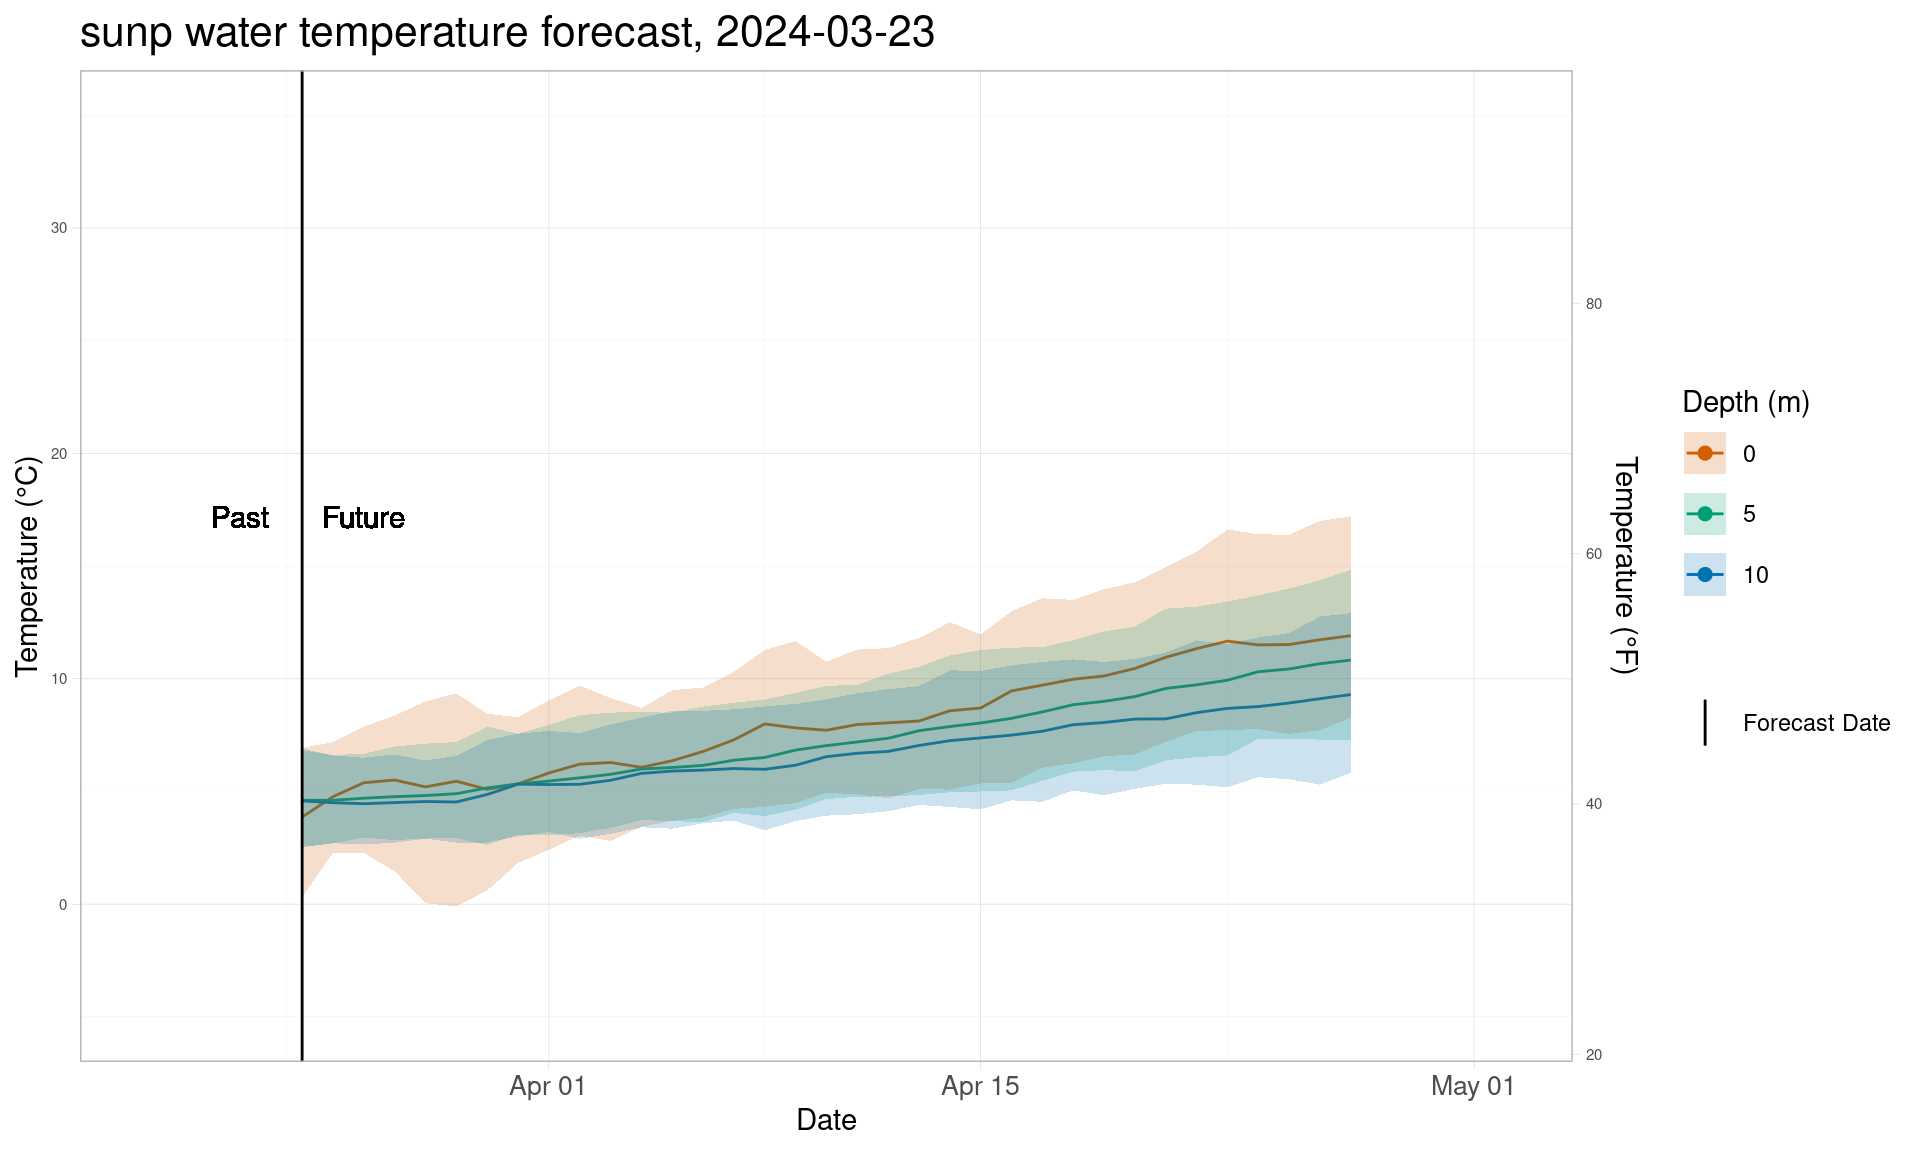 sunp water temperature forecast, 2024-03-23
Temperature (°C)
30
20
10
0
Past
Future
80
60
40
20
Temperature (°F)
Apr 01
Apr 15
May 01
Date
Depth (m)
0
5
10
Forecast Date